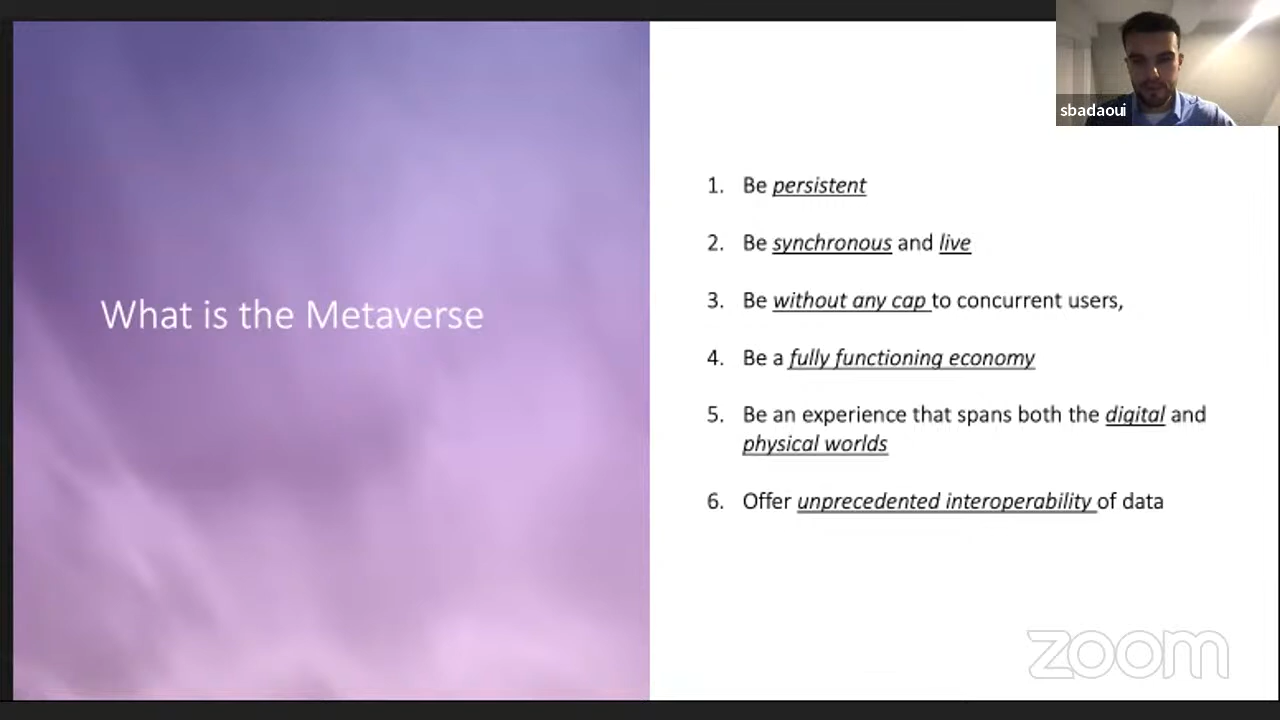 What is the Metaverse
1. Be persistent
2. Be synchronous and live
3. Be without any cap to concurrent users,
4. Be a fully functioning economy
5. Be an experience that spans both the digital and
physical worlds
6. Offer unprecedented interoperability of data
sbadaoui
zoom